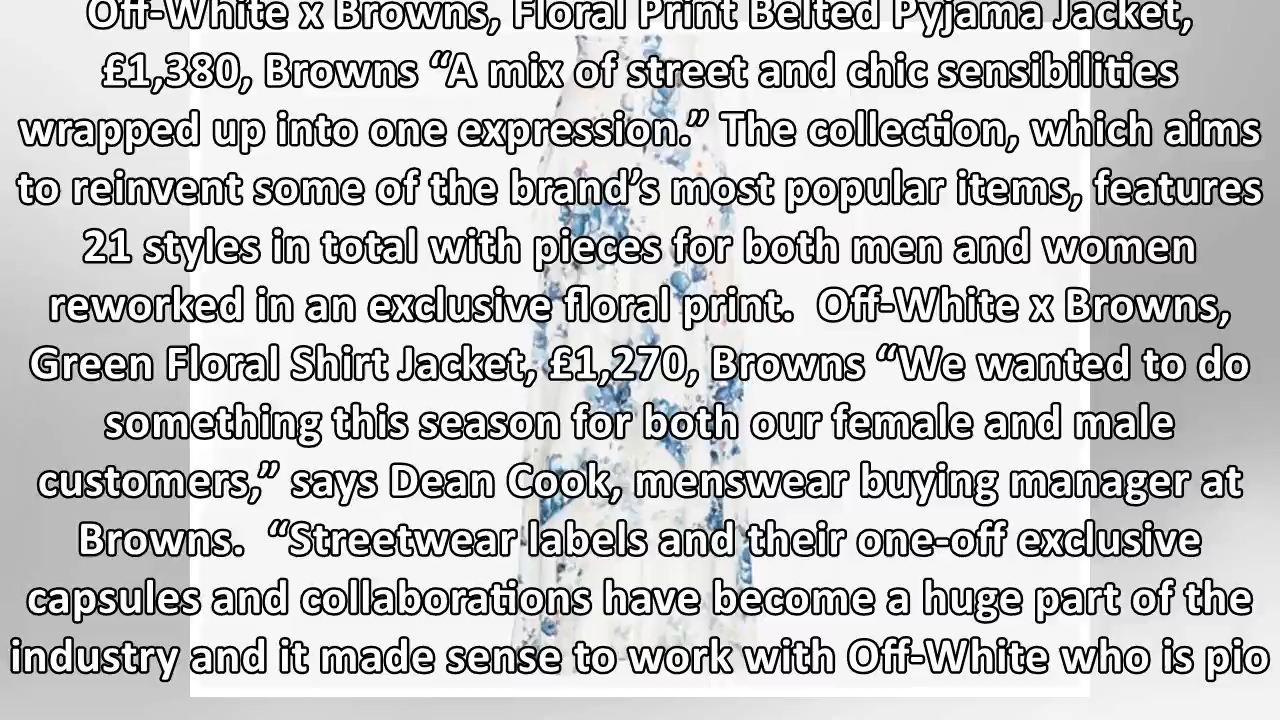 Off-White x Browns, Floral Print Belted Pyjama Jacket,
£1,380, Browns “A mix of street and chic sensibilities
wrapped up into one expression.” The collection, which aims
to reinvent some of the brand’s most popular items, features
21 styles in total with pieces for both men and women
reworked in an exclusive floral print.  Off-White x Browns,
Green Floral Shirt Jacket, £1,270, Browns “We wanted to do
something this season for both our female and male
customers,” says Dean Cook, menswear buying manager at
Browns.  “Streetwear labels and their one-off exclusive
capsules and collaborations have become a huge part of the
industry and it made sense to work with Off-White who is pio